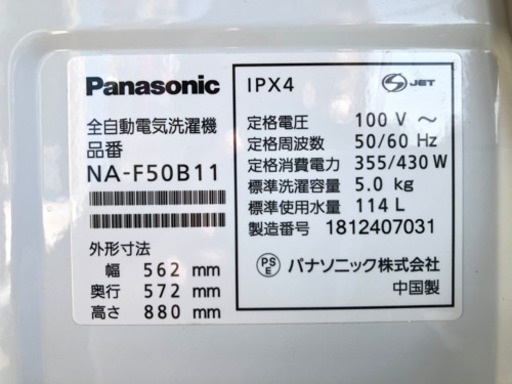 Panasonic
全自動電気洗濯機
品番
NA-F50B11
外形寸法
幅 562 mm
奥行 572 mm
高さ 880 mm
IPX4
S JET
定格電圧 100 V ~
定格周波数 50/60 Hz
定格消費電力 355/430 W
標準洗濯容量 5.0 kg
標準使用水量 114 L
製造番号 1812407031
PS
E
パナソニック株式会社
中国製